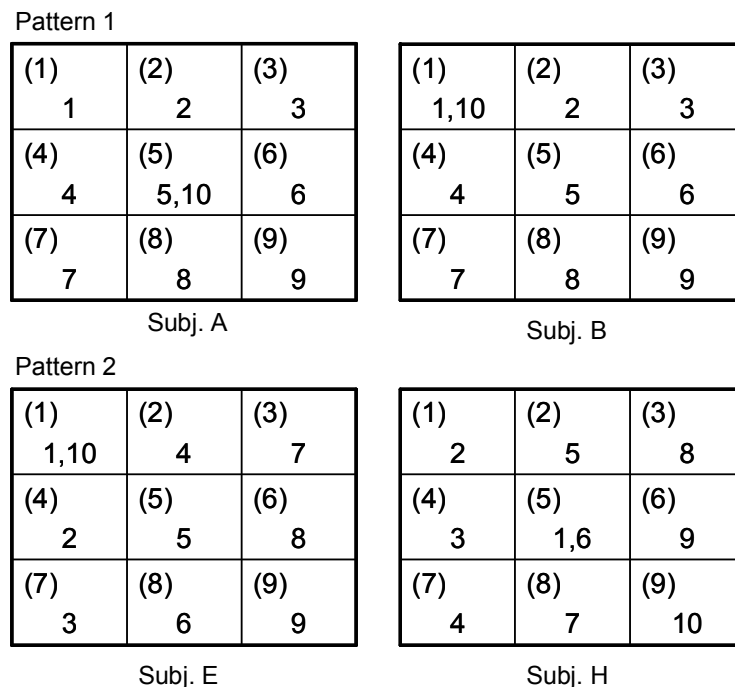 Pattern 1
(1) (2) (3) (1) (2) (3)
1 2 3 1,10 2 3
(4) (5) (6) (4) (5) (6)
4 5,10 6 4 5 6
(7) (8) (9) (7) (8) (9)
7 8 9 7 8 9
Subj. A Subj. B
Pattern 2
(1) (2) (3) (1) (2) (3)
1,10 4 7 2 5 8
(4) (5) (6) (4) (5) (6)
2 5 8 3 1,6 9
(7) (8) (9) (7) (8) (9)
3 6 9 4 7 10
Subj. E Subj. H